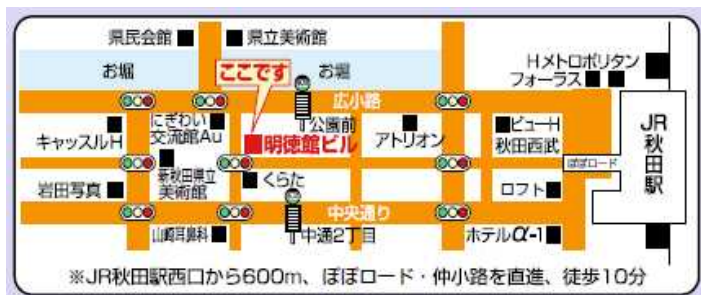 県民会館
県立美術館
お堀
ここです
お堀
Hメトロポリタン
フォーラス
広小路
キャッスルH
にぎわい
交流館Au
明徳館ビル
公園前
アトリオン
ビューH
秋田西武
JR秋田駅
ぽぽロード
岩田写真
新秋田県立
美術館
くらた
ロフト
中央通り
山崎耳鼻科
中通2丁目
ホテルα-1
※JR秋田駅西口から600m、ぽぽロード・仲小路を直進、徒歩10分